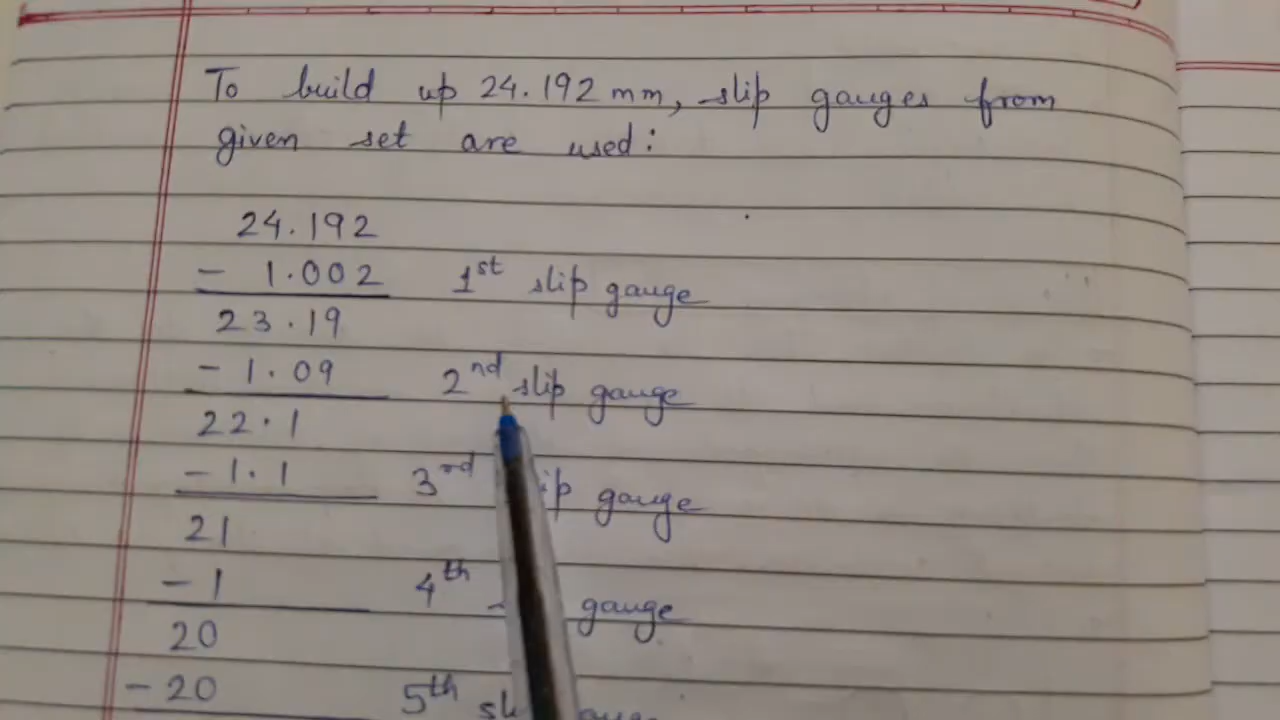 To build up 24.192 mm, slip gauges from
given set are used:
24.192
- 1.002 1st slip gauge
23.19
- 1.09 2nd slip gauge
22.1
- 1.1 3rd gauge
21
- 1 4th gauge
20
- 20 5th